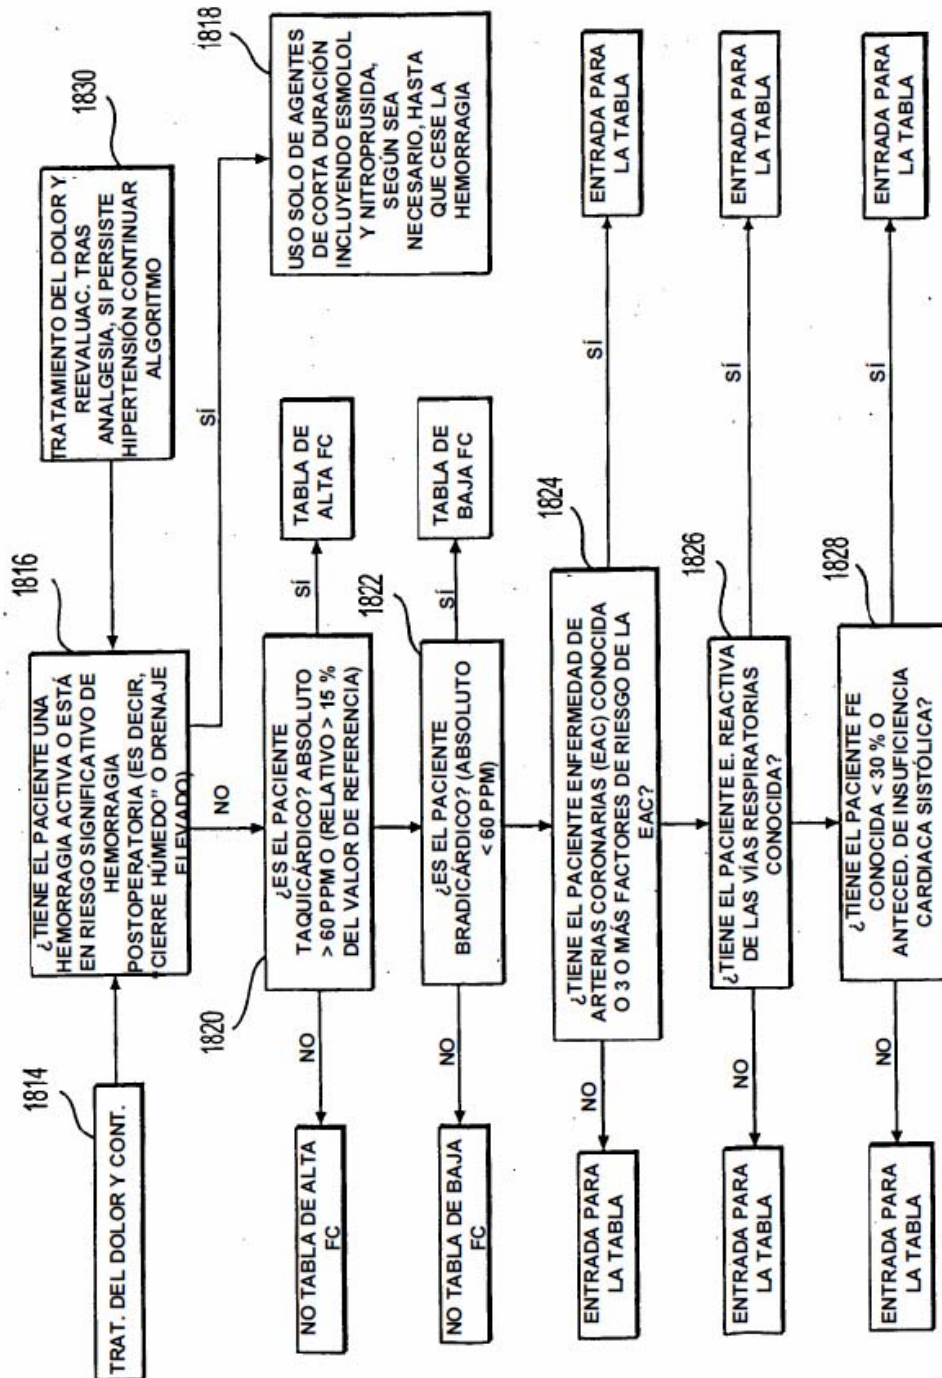 1814
TRAT. DEL DOLOR Y CONT.
1816
¿TIENE EL PACIENTE UNA
HEMORRAGIA ACTIVA O ESTÁ
EN RIESGO SIGNIFICATIVO DE
HEMORRAGIA
POSTOPERATORIA (ES DECIR,
"CIERRE HÚMEDO" O DRENAJE
ELEVADO)
1830
TRATAMIENTO DEL DOLOR Y
REEVALUAC. TRAS
ANALGESIA, SI PERSISTE
HIPERTENSIÓN CONTINUAR
ALGORITMO
NO
SÍ
1818
USO SOLO DE AGENTES
DE CORTA DURACIÓN
INCLUYENDO ESMOLOL
Y NITROPRUSIDA,
SEGÚN SEA
NECESARIO, HASTA
QUE CESE LA
HEMORRAGIA
1820
¿ES EL PACIENTE
TAQUICÁRDICO? ABSOLUTO
> 60 PPM O (RELATIVO > 15 %
DEL VALOR DE REFERENCIA)
NO
NO TABLA DE ALTA
FC
SÍ
TABLA DE
ALTA FC
1822
¿ES EL PACIENTE
BRADICÁRDICO? (ABSOLUTO
< 60 PPM)
NO
NO TABLA DE BAJA
FC
SÍ
TABLA DE
BAJA FC
1824
¿TIENE EL PACIENTE ENFERMEDAD DE
ARTERIAS CORONARIAS (EAC) CONOCIDA
O 3 O MÁS FACTORES DE RIESGO DE LA
EAC?
NO
ENTRADA PARA
LA TABLA
SÍ
ENTRADA PARA
LA TABLA
1826
¿TIENE EL PACIENTE E. REACTIVA
DE LAS VÍAS RESPIRATORIAS
CONOCIDA?
NO
ENTRADA PARA
LA TABLA
SÍ
ENTRADA PARA
LA TABLA
1828
¿TIENE EL PACIENTE FE
CONOCIDA < 30 % O
ANTECED. DE INSUFICIENCIA
CARDIACA SISTÓLICA?
NO
ENTRADA PARA
LA TABLA
SÍ
ENTRADA PARA
LA TABLA